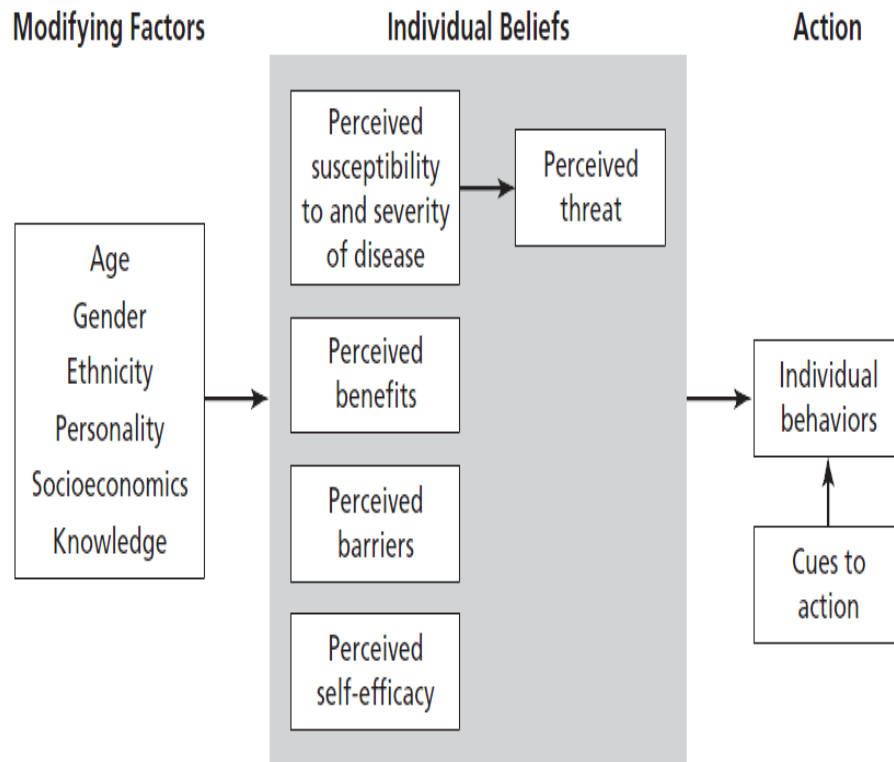 Modifying Factors
Individual Beliefs
Action
Age
Gender
Ethnicity
Personality
Socioeconomics
Knowledge
Perceived
susceptibility
to and severity
of disease
Perceived
threat
Perceived
benefits
Perceived
barriers
Perceived
self-efficacy
Individual
behaviors
Cues to
action